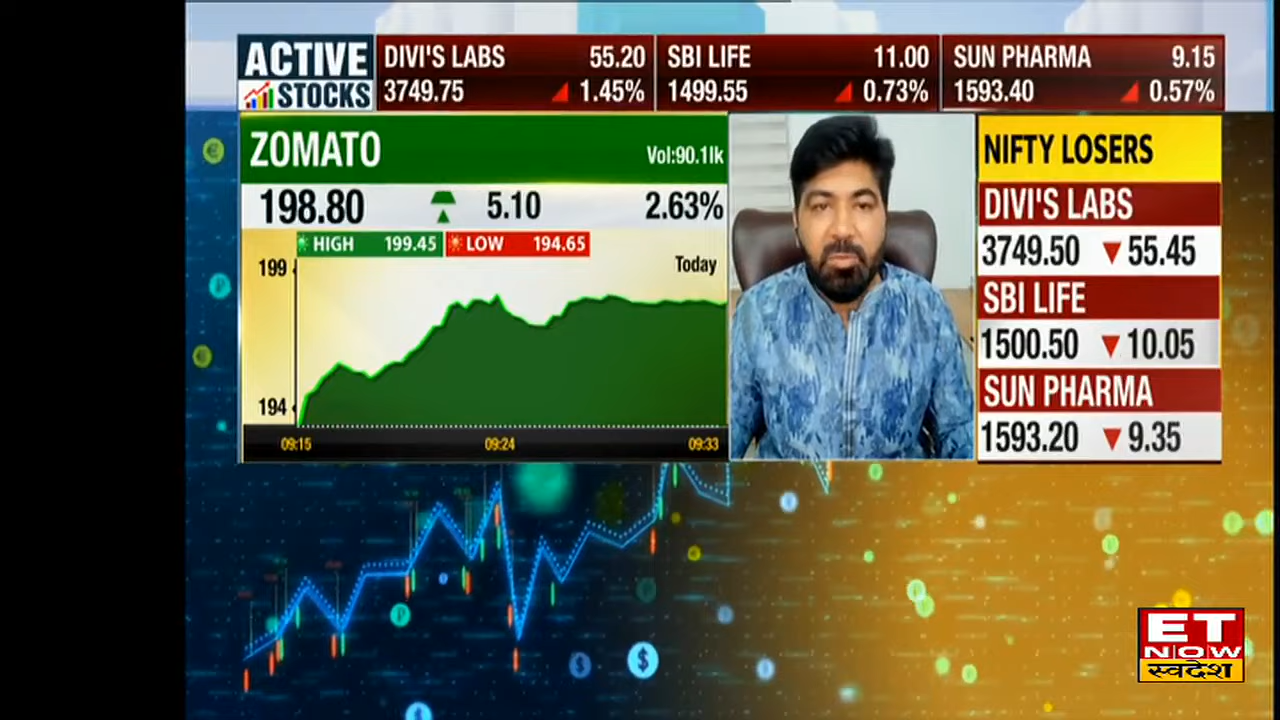 ACTIVE STOCKS
DIVI'S LABS 55.20
3749.75 1.45%
SBI LIFE 11.00
1499.55 0.73%
SUN PHARMA 9.15
1593.40 0.57%
ZOMATO Vol:90.1lk
198.80 5.10 2.63%
HIGH 199.45 LOW 194.65
Today
199
194
09:15 09:24 09:33
NIFTY LOSERS
DIVI'S LABS
3749.50 55.45
SBI LIFE
1500.50 10.05
SUN PHARMA
1593.20 9.35
ET
NOW
स्वदेश